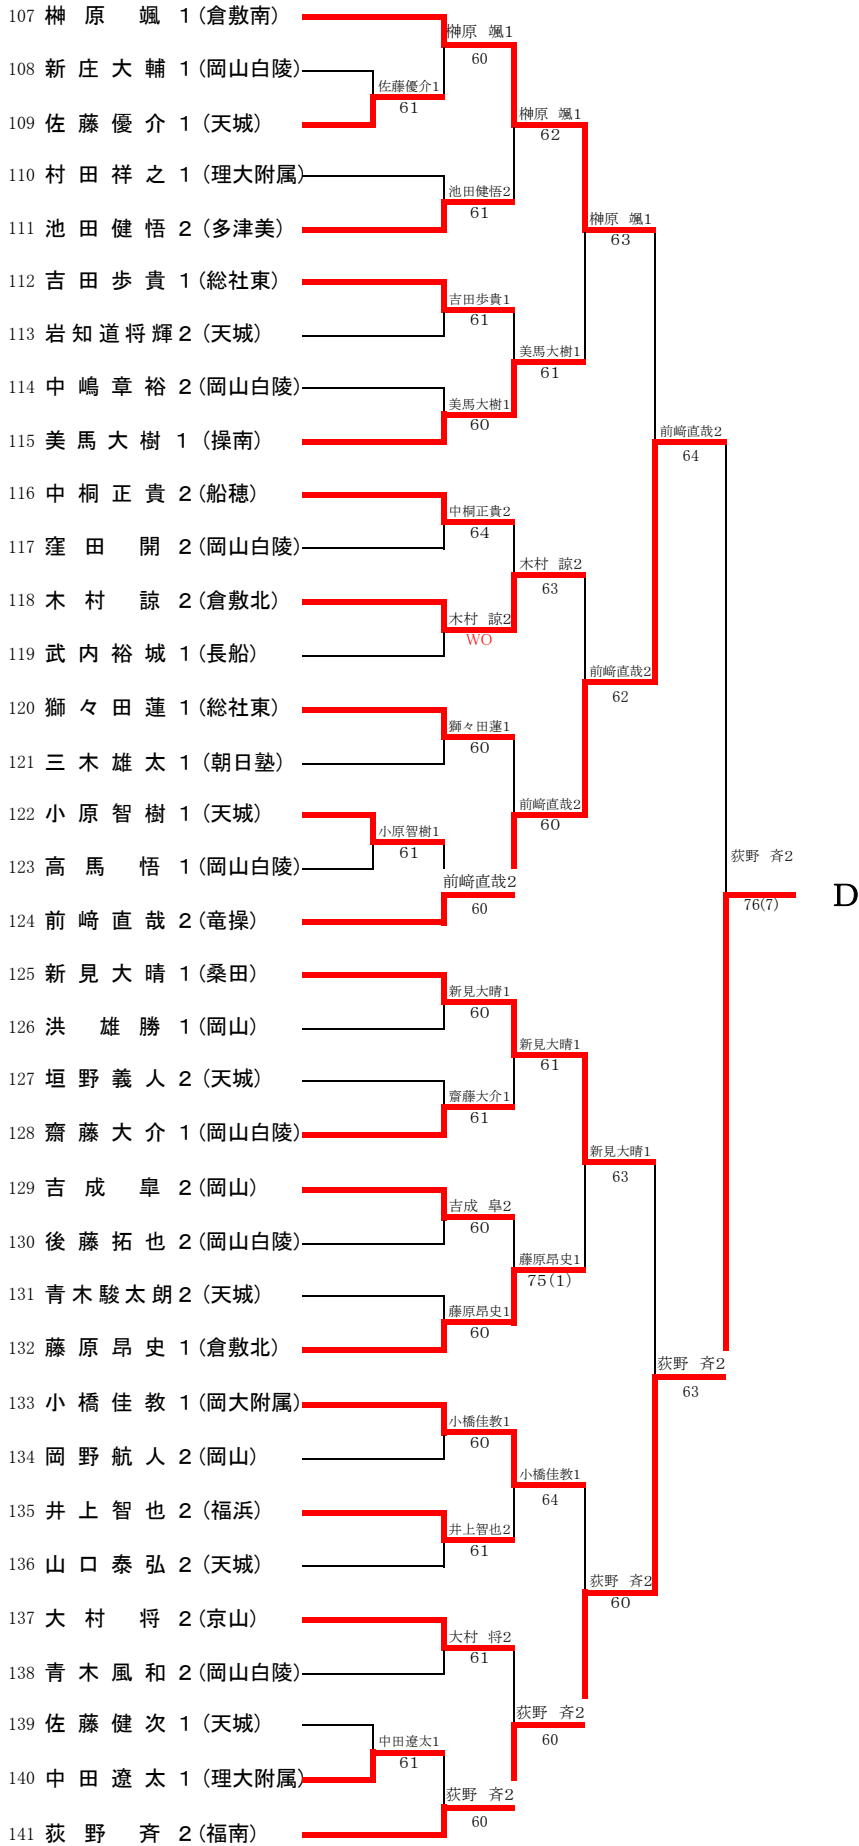 107 榊原　颯 1 (倉敷南)
榊原　颯1
60
108 新庄大輔 1 (岡山白陵)
佐藤優介1
61
109 佐藤優介 1 (天城)
榊原　颯1
62
110 村田祥之 1 (理大附属)
池田健悟2
61
111 池田健悟 2 (多津美)
榊原　颯1
63
112 吉田歩貴 1 (総社東)
吉田歩貴1
61
113 岩知道将輝 2 (天城)
美馬大樹1
61
114 中嶋章裕 2 (岡山白陵)
美馬大樹1
60
115 美馬大樹 1 (操南)
前﨑直哉2
64
116 中桐正貴 2 (船穂)
中桐正貴2
64
117 窪田　開 2 (岡山白陵)
木村　諒2
63
118 木村　諒 2 (倉敷北)
木村　諒2
WO
119 武内裕城 1 (長船)
前﨑直哉2
62
120 獅々田蓮 1 (総社東)
獅々田蓮1
60
121 三木雄太 1 (朝日塾)
前﨑直哉2
60
122 小原智樹 1 (天城)
小原智樹1
61
123 高馬　悟 1 (岡山白陵)
前﨑直哉2
60
124 前﨑直哉 2 (竜操)
荻野　斉2
76(7)
D
125 新見大晴 1 (桑田)
新見大晴1
60
126 洪　雄勝 1 (岡山)
新見大晴1
61
127 垣野義人 2 (天城)
齋藤大介1
61
128 齋藤大介 1 (岡山白陵)
新見大晴1
63
129 吉成　皐 2 (岡山)
吉成　皐2
60
130 後藤拓也 2 (岡山白陵)
藤原昂史1
75(1)
131 青木駿太朗 2 (天城)
藤原昂史1
60
132 藤原昂史 1 (倉敷北)
荻野　斉2
63
133 小橋佳教 1 (岡大附属)
小橋佳教1
60
134 岡野航人 2 (岡山)
小橋佳教1
64
135 井上智也 2 (福浜)
井上智也2
61
136 山口泰弘 2 (天城)
荻野　斉2
60
137 大村　将 2 (京山)
大村　将2
61
138 青木風和 2 (岡山白陵)
荻野　斉2
60
139 佐藤健次 1 (天城)
中田遼太1
61
140 中田遼太 1 (理大附属)
荻野　斉2
60
141 荻野　斉 2 (福南)